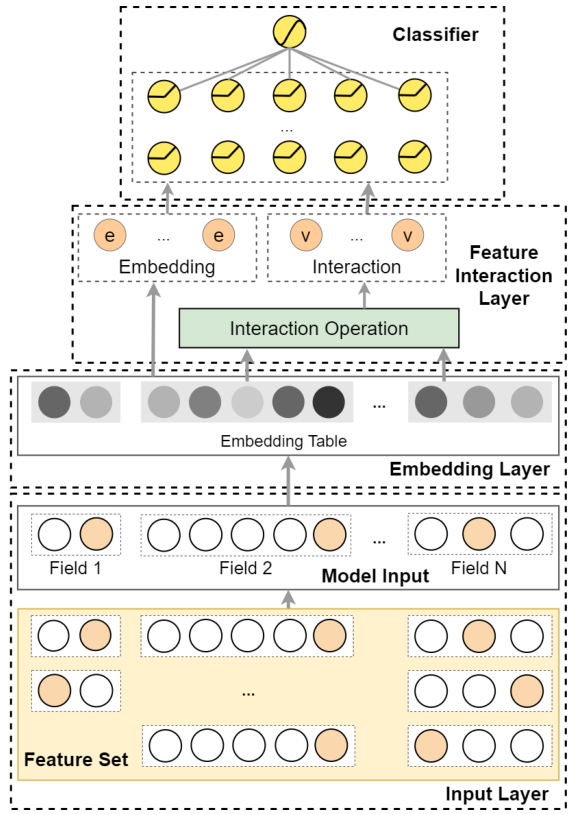 Classifier
...
e ... e
v ... v
Embedding
Interaction
Feature
Interaction
Layer
Interaction Operation
...
Embedding Table
Embedding Layer
...
Field 1
Field 2
Field N
Model Input
...
Feature Set
Input Layer